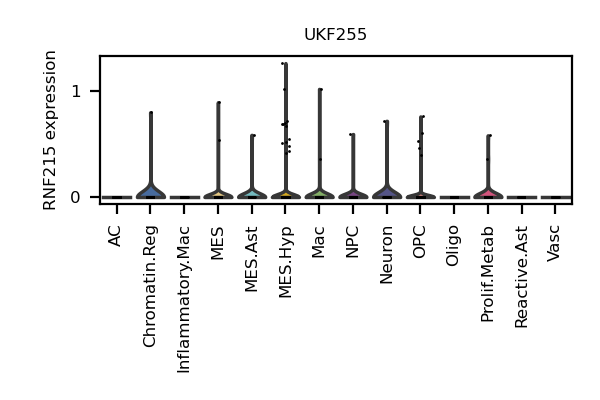 UKF255
RNF215 expression
1
0
AC
Chromatin.Reg
Inflammatory.Mac
MES
MES.Ast
MES.Hyp
Mac
NPC
Neuron
OPC
Oligo
Prolif.Metab
Reactive.Ast
Vasc